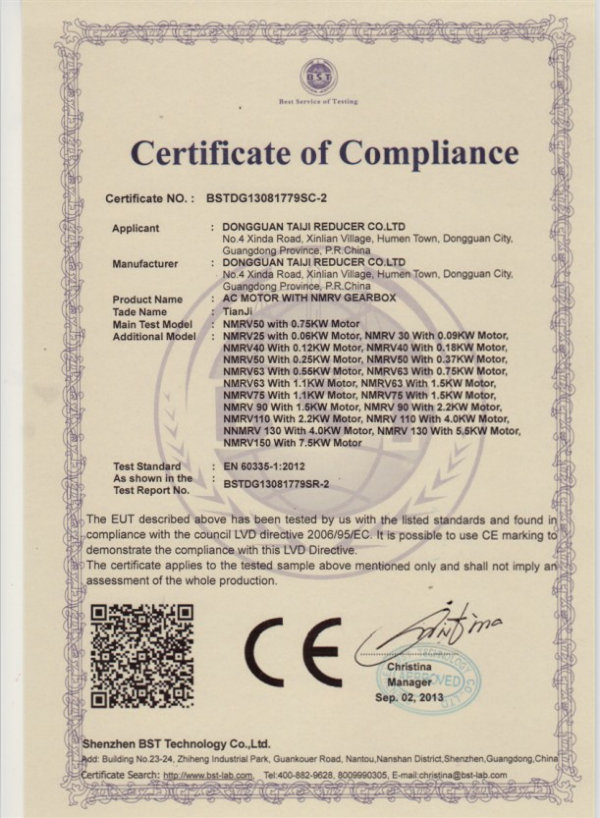 BST
Best Service of Testing
Certificate of Compliance
Certificate NO. : BSTDG13081779SC-2
Applicant : DONGGUAN TAIJI REDUCER CO.LTD
No.4 Xinda Road, Xinlian Village, Humen Town, Dongguan City,
Guangdong Province, P.R.China
Manufacturer : DONGGUAN TAIJI REDUCER CO.LTD
No.4 Xinda Road, Xinlian Village, Humen Town, Dongguan City,
Guangdong Province, P.R.China
Product Name : AC MOTOR WITH NMRV GEARBOX
Tade Name : TianJi
Main Test Model : NMRV50 with 0.75KW Motor
Additional Model : NMRV25 with 0.06KW Motor, NMRV 30 With 0.09KW Motor,
NMRV40 With 0.12KW Motor, NMRV40 With 0.18KW Motor,
NMRV50 With 0.25KW Motor, NMRV50 With 0.37KW Motor,
NMRV63 With 0.55KW Motor, NMRV63 With 0.75KW Motor,
NMRV63 With 1.1KW Motor, NMRV63 With 1.5KW Motor,
NMRV75 With 1.1KW Motor, NMRV75 With 1.5KW Motor,
NMRV 90 With 1.5KW Motor, NMRV 90 With 2.2KW Motor,
NMRV110 With 2.2KW Motor, NMRV 110 With 4.0KW Motor,
NNMRV 130 With 4.0KW Motor, NMRV 130 With 5.5KW Motor,
NMRV150 With 7.5KW Motor
Test Standard : EN 60335-1:2012
As shown in the :
Test Report No. BSTDG13081779SR-2
The EUT described above has been tested by us with the listed standards and found in
compliance with the council LVD directive 2006/95/EC. It is possible to use CE marking to
demonstrate the compliance with this LVD Directive.
The certificate applies to the tested sample above mentioned only and shall not imply an
assessment of the whole production.
CE
Christina
Manager
Sep. 02, 2013
APPROVED
Shenzhen BST Technology Co.,Ltd.
Add: Building No.23-24, Zhiheng Industrial Park, Guankouer Road, Nantou,Nanshan District,Shenzhen,Guangdong,China
Certificate Search: http://www.bst-lab.com Tel:400-882-9628, 8009990305, E-mail:christina@bst-lab.com